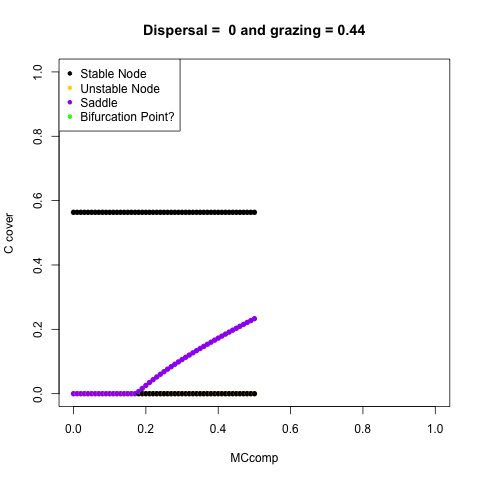 Dispersal =  0 and grazing = 0.44
Stable Node
Unstable Node
Saddle
Bifurcation Point?
1.0
0.8
0.6
0.4
0.2
0.0
C cover
0.0 0.2 0.4 0.6 0.8 1.0
MCcomp